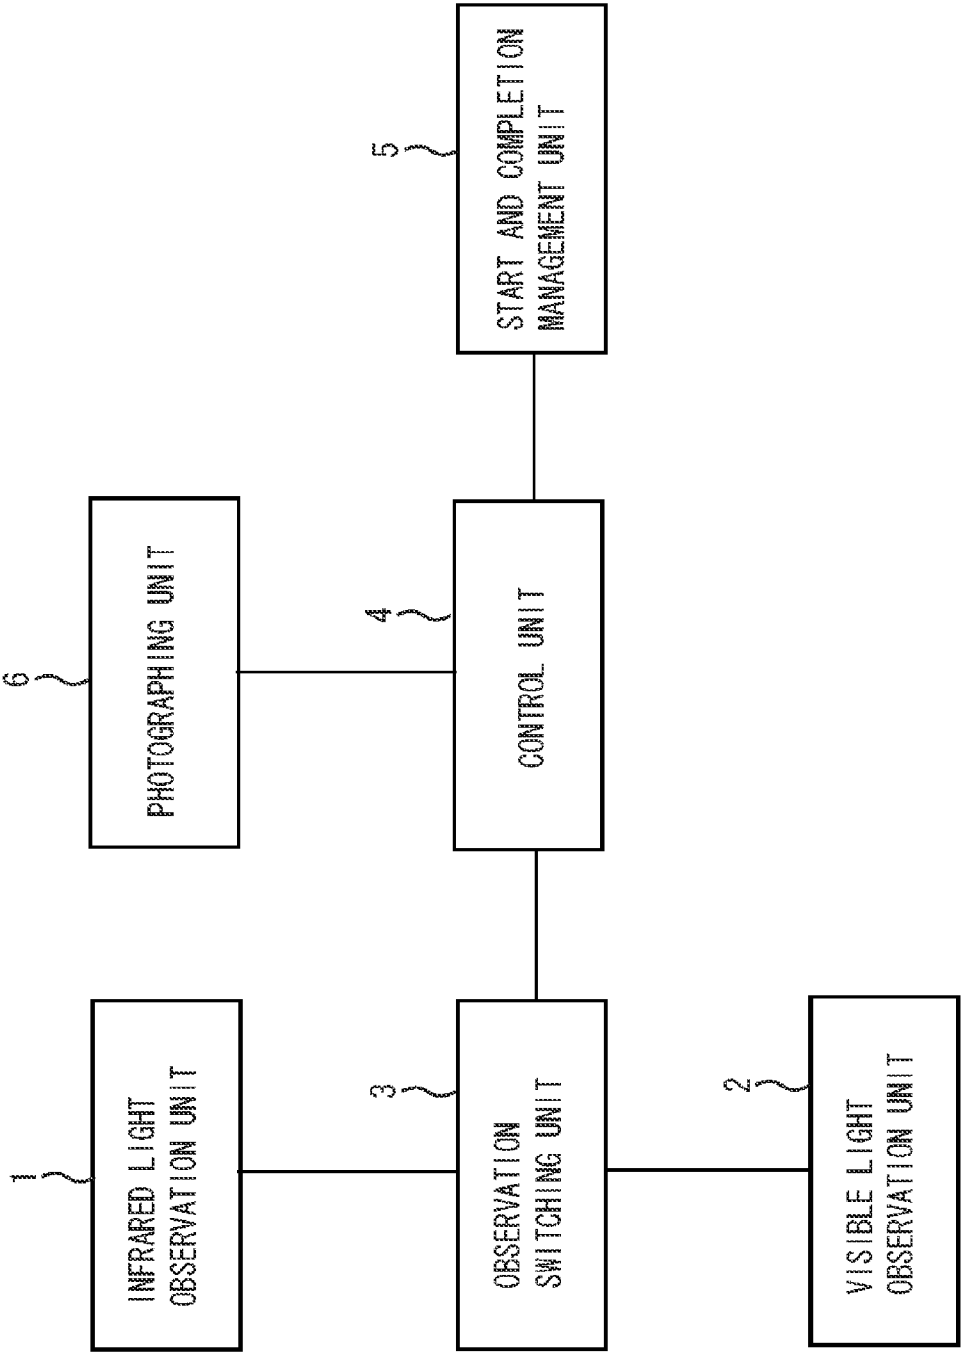 1
INFRARED LIGHT
OBSERVATION UNIT
6
PHOTOGRAPHING UNIT
3
OBSERVATION
SWITCHING UNIT
4
CONTROL UNIT
5
START AND COMPLETION
MANAGEMENT UNIT
2
VISIBLE LIGHT
OBSERVATION UNIT